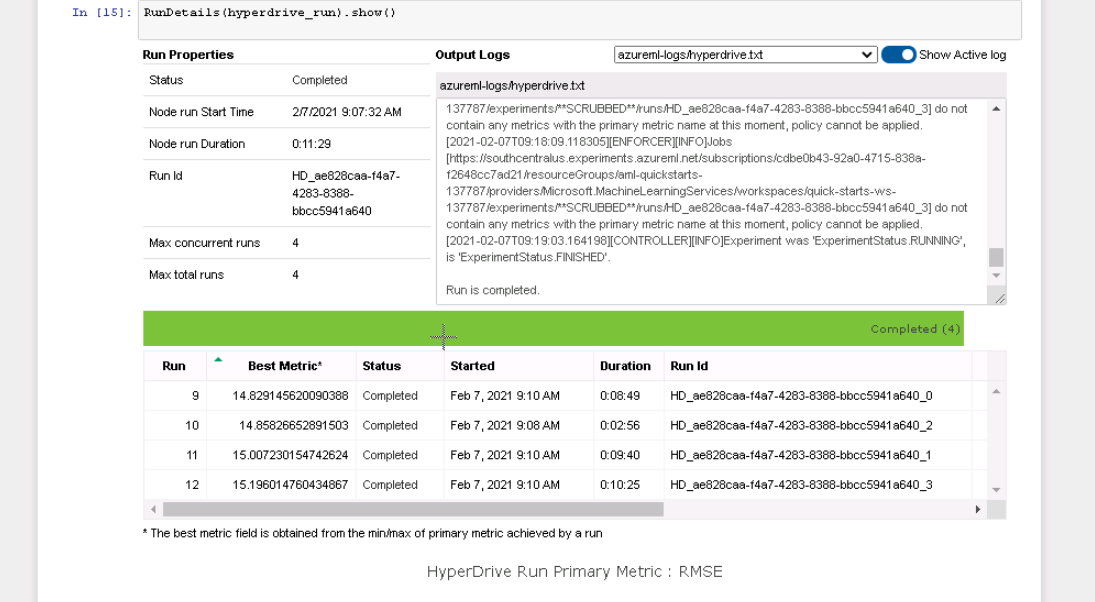 In [15]: RunDetails(hyperdrive_run).show()
Run Properties
Status Completed
Node run Start Time 2/7/2021 9:07:32 AM
Node run Duration 0:11:29
Run Id HD_ae828caa-f4a7-
4283-8388-
bbcc5941a640
Max concurrent runs 4
Max total runs 4
Output Logs azureml-logs/hyperdrive.txt Show Active log
azureml-logs/hyperdrive.txt
137787/experiments/**SCRUBBED**/runs/HD_ae828caa-f4a7-4283-8388-bbcc5941a640_3] do not
contain any metrics with the primary metric name at this moment, policy cannot be applied.
[2021-02-07T09:18:09.118305][ENFORCER][INFO]Jobs
[https://southcentralus.experiments.azureml.net/subscriptions/cdbe0b43-92a0-4715-838a-
f2648cc7ad21/resourceGroups/aml-quickstarts-
137787/providers/Microsoft.MachineLearningServices/workspaces/quick-starts-ws-
137787/experiments/**SCRUBBED**/runs/HD_ae828caa-f4a7-4283-8388-bbcc5941a640_3] do not
contain any metrics with the primary metric name at this moment, policy cannot be applied.
[2021-02-07T09:19:03.164198][CONTROLLER][INFO]Experiment was 'ExperimentStatus.RUNNING',
is 'ExperimentStatus.FINISHED'.
Run is completed.
Completed (4)
Run Best Metric* Status Started Duration Run Id
9 14.829145620090388 Completed Feb 7, 2021 9:10 AM 0:08:49 HD_ae828caa-f4a7-4283-8388-bbcc5941a640_0
10 14.85826652891503 Completed Feb 7, 2021 9:08 AM 0:02:56 HD_ae828caa-f4a7-4283-8388-bbcc5941a640_2
11 15.007230154742624 Completed Feb 7, 2021 9:10 AM 0:09:40 HD_ae828caa-f4a7-4283-8388-bbcc5941a640_1
12 15.196014760434867 Completed Feb 7, 2021 9:10 AM 0:10:25 HD_ae828caa-f4a7-4283-8388-bbcc5941a640_3
* The best metric field is obtained from the min/max of primary metric achieved by a run
HyperDrive Run Primary Metric : RMSE